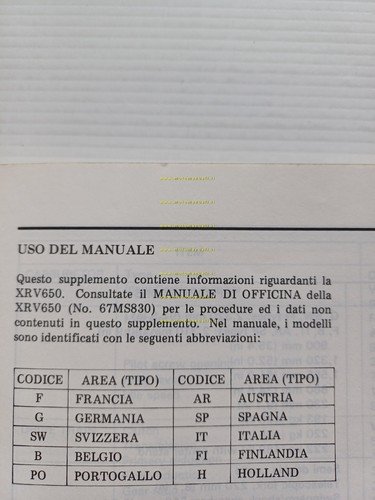 USO DEL MANUALE
Questo supplemento contiene informazioni riguardanti la
XRV650. Consultate il MANUALE DI OFFICINA della
XRV650 (No. 67MS830) per le procedure ed i dati non
contenuti in questo supplemento. Nel manuale, i modelli
sono identificati con le seguenti abbreviazioni:
CODICE AREA (TIPO) CODICE AREA (TIPO)
F FRANCIA AR AUSTRIA
G GERMANIA SP SPAGNA
SW SVIZZERA IT ITALIA
B BELGIO FI FINLANDIA
PO PORTOGALLO H HOLLAND